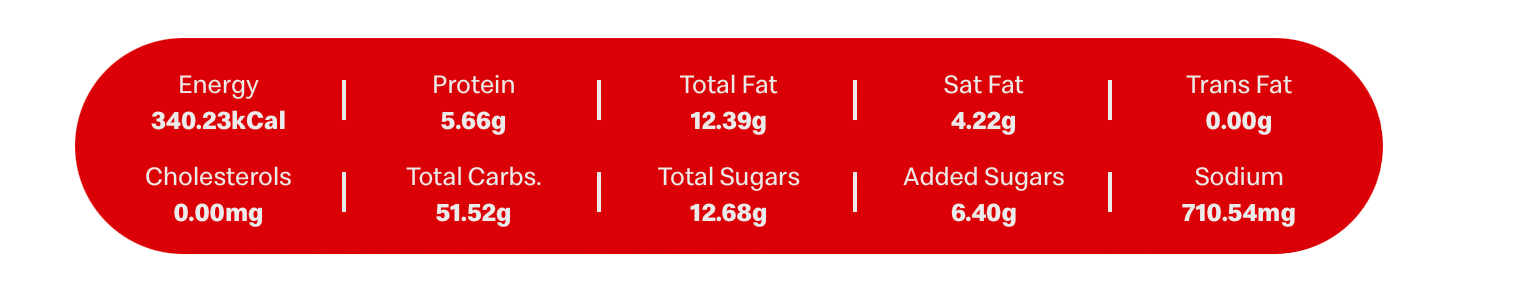 Energy Protein Total Fat Sat Fat Trans Fat
340.23kCal 5.66g 12.39g 4.22g 0.00g
Cholesterols Total Carbs. Total Sugars Added Sugars Sodium
0.00mg 51.52g 12.68g 6.40g 710.54mg